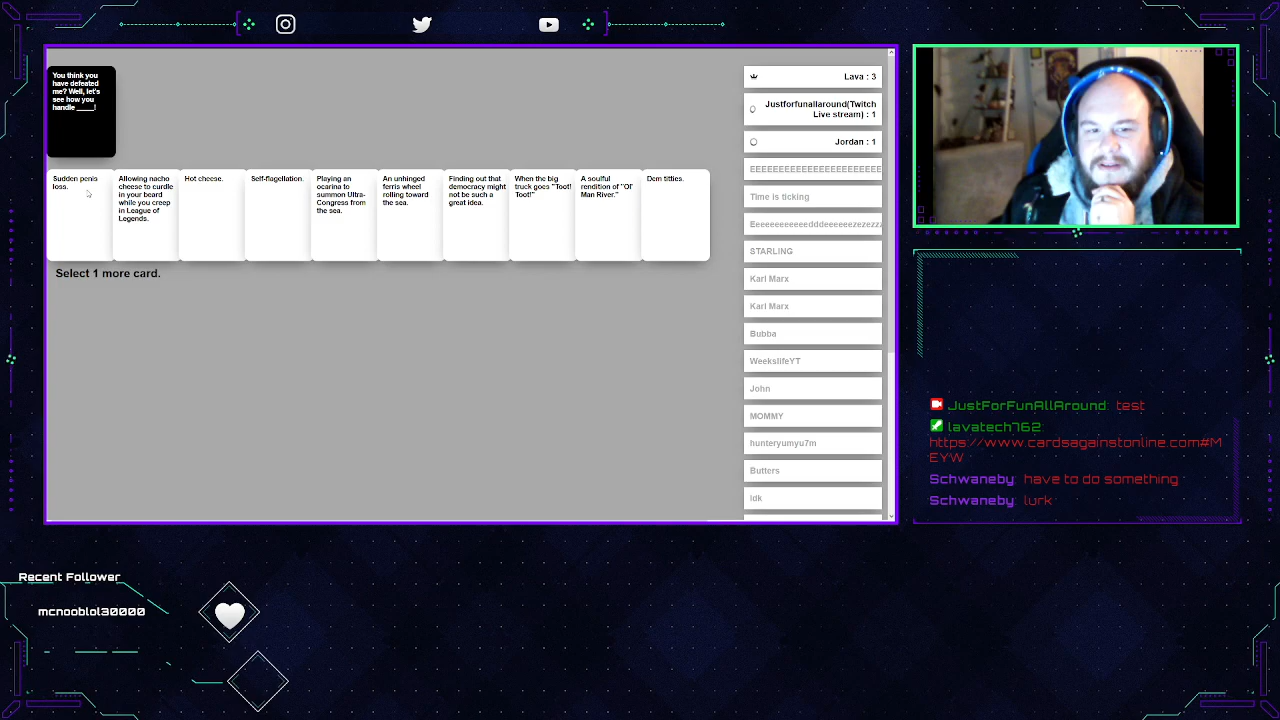 You think you
have defeated
me? Well, let's
see how you
handle ____!
Sudden penis
loss.
Allowing nacho
cheese to curdle
in your beard
while you creep
in League of
Legends.
Hot cheese.
Self-flagellation.
Playing an
ocarina to
summon Ultra-
Congress from
the sea.
An unhinged
ferris wheel
rolling toward
the sea.
Finding out that
democracy might
not be such a
great idea.
When the big
truck goes "Toot!
Toot!"
A soulful
rendition of "Ol'
Man River."
Dem titties.
Select 1 more card.
Lava : 3
Justforfunallaround(Twitch
Live stream) : 1
Jordan : 1
EEEEEEEEEEEEEEEEEEEEEEE
Time is ticking
STARLING
Karl Marx
Karl Marx
Bubba
WeekslifeYT
John
MOMMY
hunteryumyu7m
Butters
idk
JustForFunAllAround: test
lavatech762:
https://www.cardsagainstonline.com#M
EYW
Schwaneby: have to do something
Schwaneby: lurk
Recent Follower
mcnooblol30000